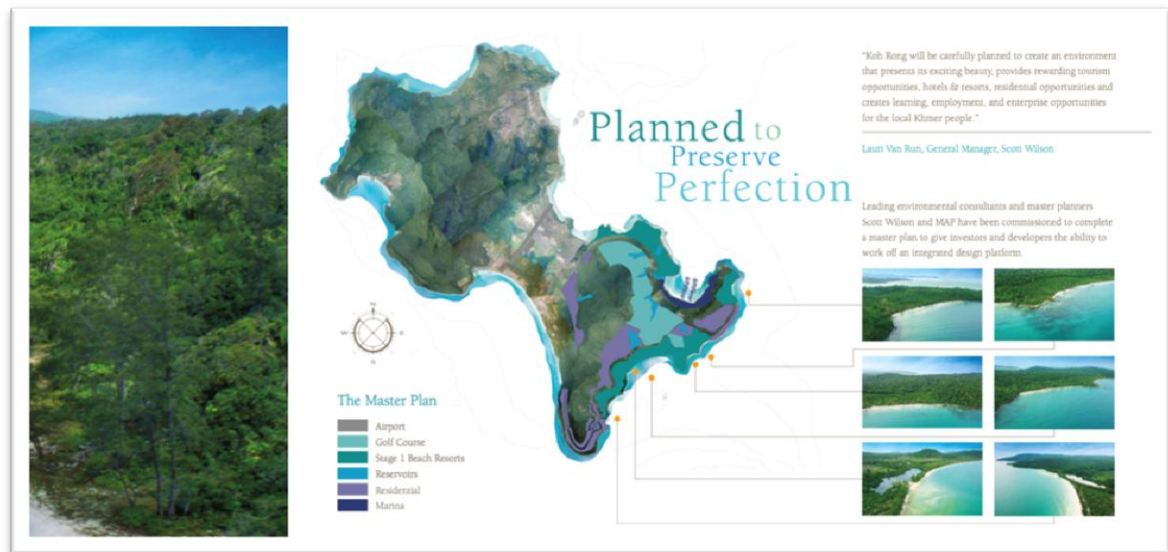 Planned to
Preserve
Perfection
"Koh Rong will be carefully planned to create an environment
that presents its exciting beauty, provides rewarding tourism
opportunities, hotels & resorts, residential opportunities and
creates learning, employment, and enterprise opportunities
for the local Khmer people."
Lauri Van Run, General Manager, Scott Wilson
Leading environmental consultants and master planners
Scott Wilson and MAP have been commissioned to complete
a master plan to give investors and developers the ability to
work off an integrated design platform.
N
W
E
S
The Master Plan
Airport
Golf Course
Stage 1 Beach Resorts
Reservoirs
Residential
Marina